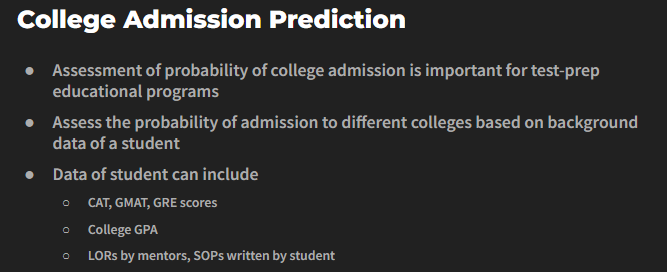 College Admission Prediction
● Assessment of probability of college admission is important for test-prep
educational programs
● Assess the probability of admission to different colleges based on background
data of a student
● Data of student can include
○ CAT, GMAT, GRE scores
○ College GPA
○ LORs by mentors, SOPs written by student